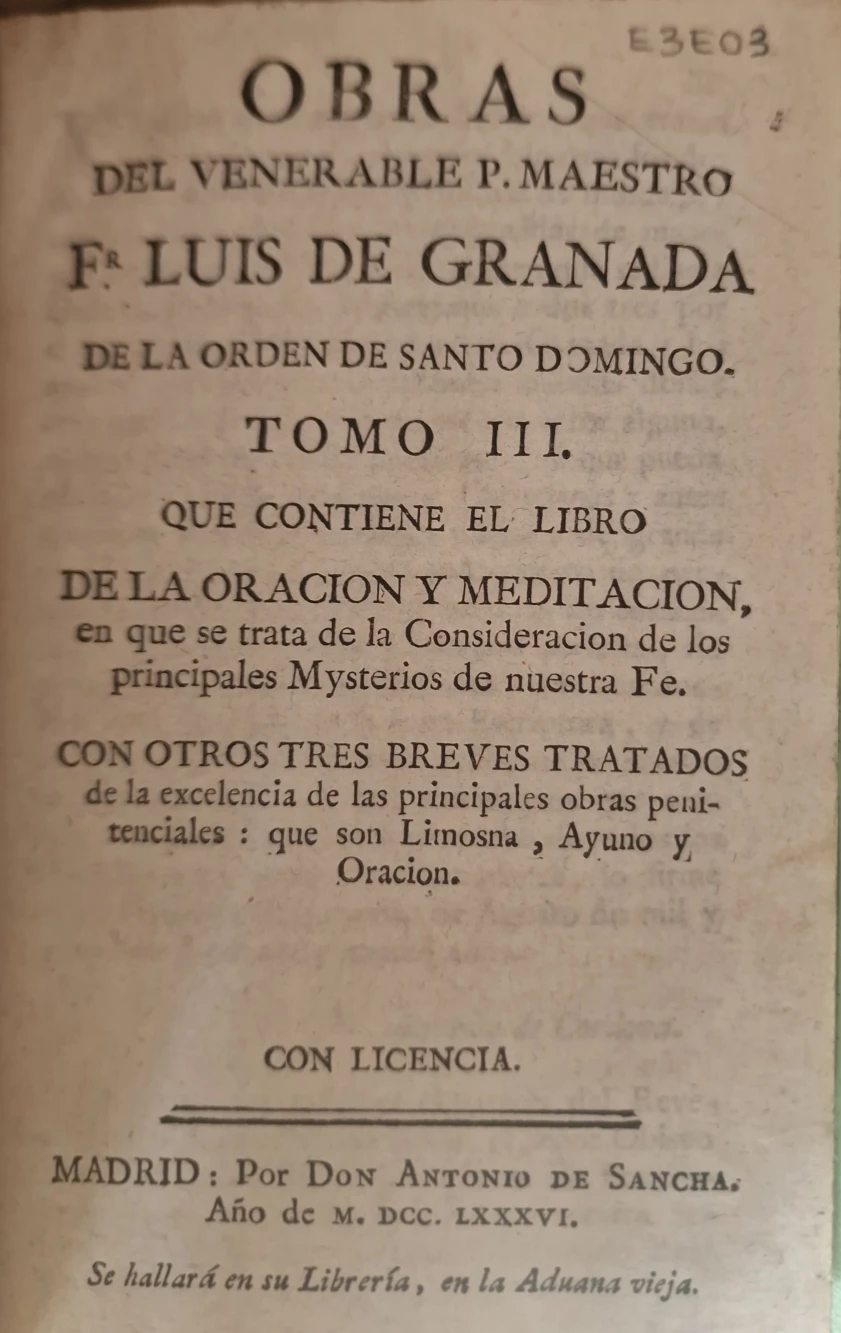 E3E03
OBRAS
DEL VENERABLE P. MAESTRO
F.R LUIS DE GRANADA
DE LA ORDEN DE SANTO DOMINGO.
TOMO III.
QUE CONTIENE EL LIBRO
DE LA ORACION Y MEDITACION,
en que se trata de la Consideracion de los
principales Mysterios de nuestra Fe.
CON OTROS TRES BREVES TRATADOS
de la excelencia de las principales obras peni-
tenciales : que son Limosna , Ayuno y
Oracion.
CON LICENCIA.
MADRID : Por DON ANTONIO DE SANCHA.
Año de M. DCC. LXXXVI.
Se hallará en su Librería, en la Aduana vieja.